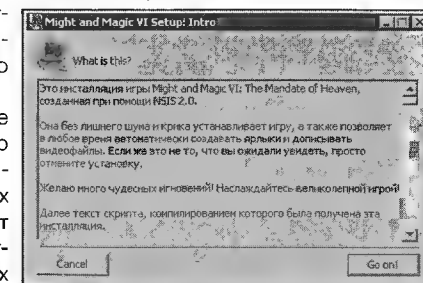 Might and Magic VI Setup: Intro
What is this?
Это инсталляция игры Might and Magic VI: The Mandate of Heaven,
созданная при помощи NSIS 2.0.
Она без лишнего шума и крика устанавливает игру, а также позволяет
в любое время автоматически создавать ярлыки и дописывать
видеофайлы. Если же это не то, что вы ожидали увидеть, просто
отмените установку.
Желаю много чудесных игновений! Наслаждайтесь великолепной игрой!
Далее текст скрипта, компилированием которого была получена эта
инсталляция.
Cancel
Go on!